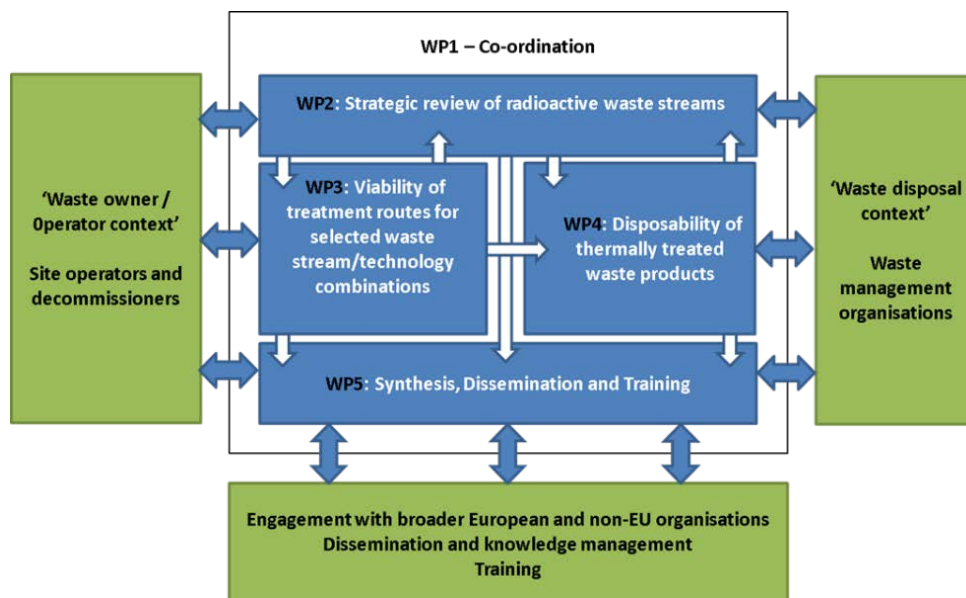 WP1 – Co-ordination
WP2: Strategic review of radioactive waste streams
‘Waste owner /
0perator context’
Site operators and
decommissioners
WP3: Viability of
treatment routes for
selected waste
stream/technology
combinations
WP4: Disposability of
thermally treated
waste products
‘Waste disposal
context’
Waste
management
organisations
WP5: Synthesis, Dissemination and Training
Engagement with broader European and non-EU organisations
Dissemination and knowledge management
Training